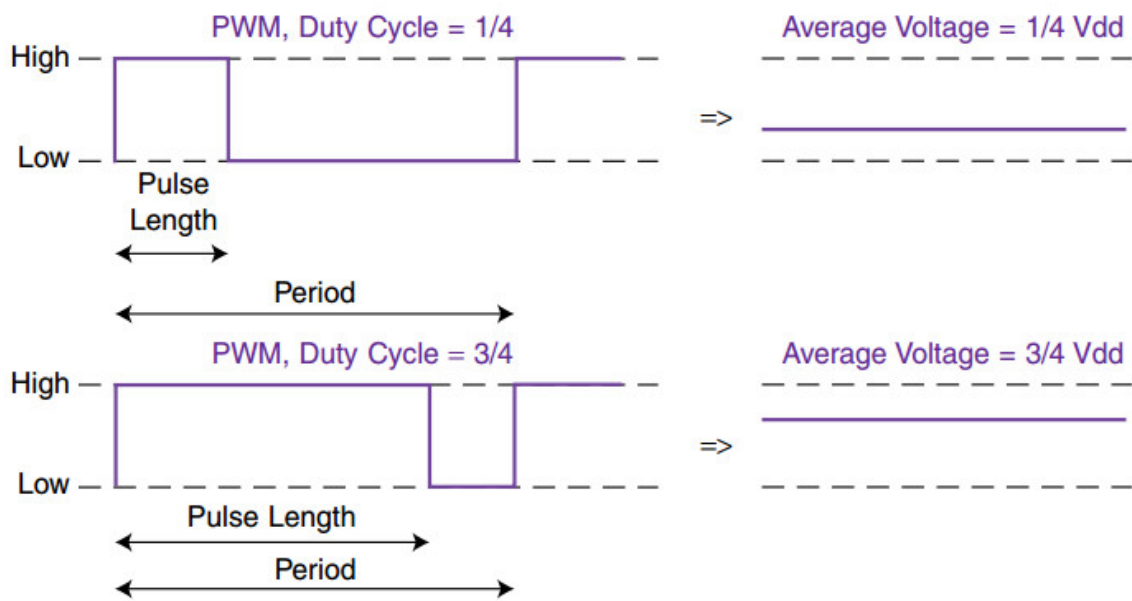 PWM, Duty Cycle = 1/4
Average Voltage = 1/4 Vdd
High
=>
Low
Pulse
Length
Period
PWM, Duty Cycle = 3/4
Average Voltage = 3/4 Vdd
High
=>
Low
Pulse Length
Period